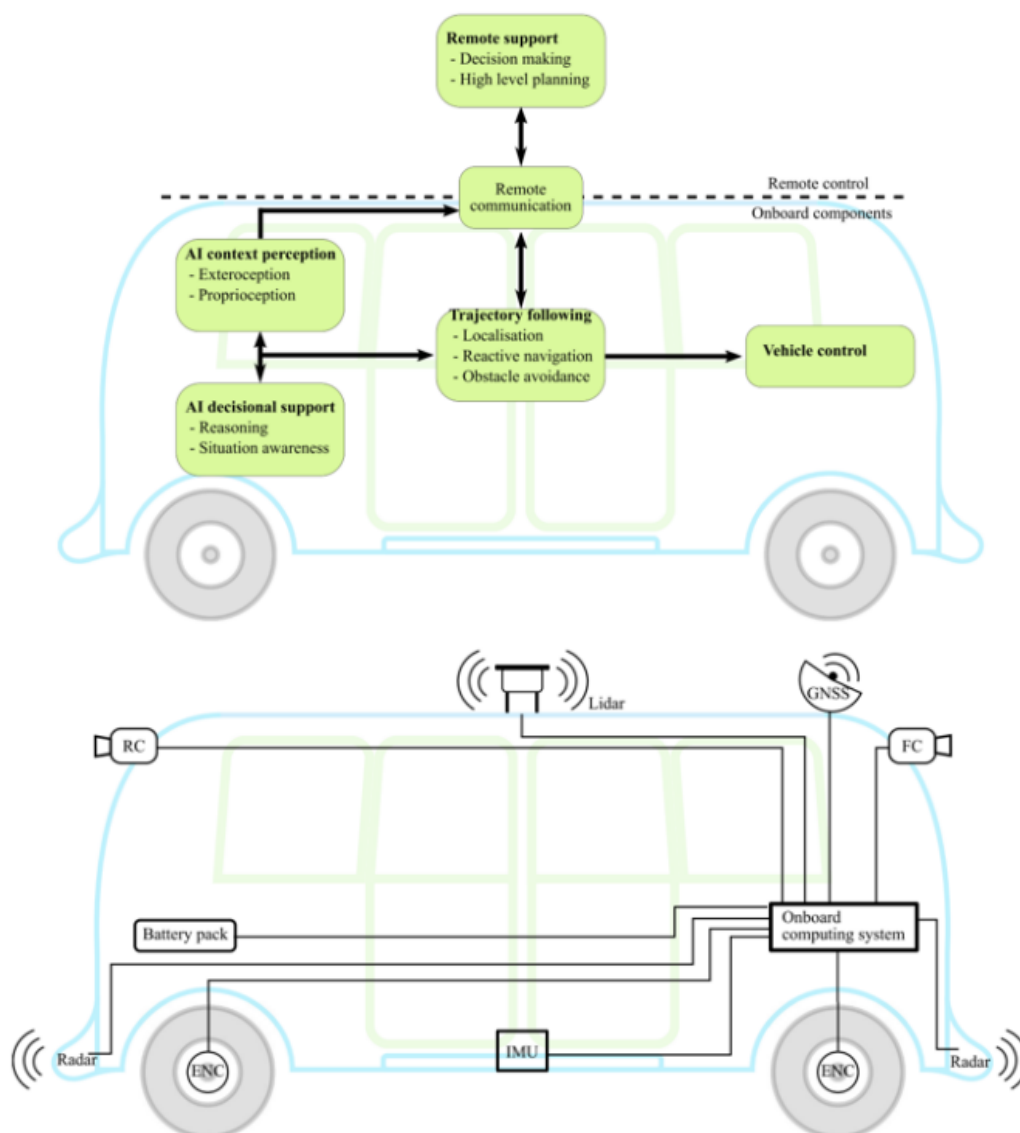 Remote support
- Decision making
- High level planning
Remote control
Remote
communication
Onboard components
AI context perception
- Exteroception
- Proprioception
Trajectory following
- Localisation
- Reactive navigation
- Obstacle avoidance
Vehicle control
AI decisional support
- Reasoning
- Situation awareness
Lidar
GNSS
RC
FC
Battery pack
Onboard
computing system
Radar
ENC
IMU
ENC
Radar